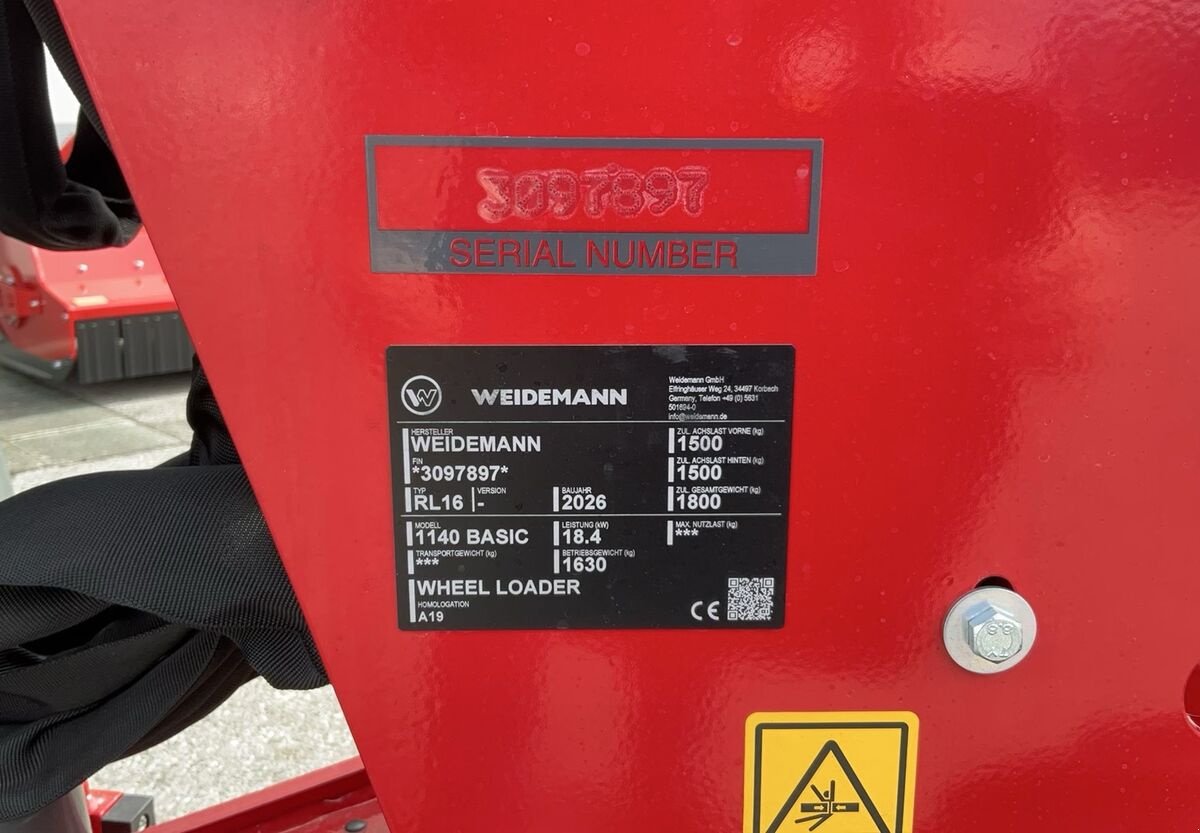 3097897
SERIAL NUMBER
W WEIDEMANN
Weidemann GmbH
Elfringhäuser Weg 24, 34497 Korbach
Germany, Telefon +49 (0) 5631
501694-0
info@weidemann.de
HERSTELLER
WEIDEMANN
FIN
*3097897*
TYP VERSION BAUJAHR
RL16 - 2026
ZUL. ACHSLAST VORNE (kg)
1500
ZUL. ACHSLAST HINTEN (kg)
1500
ZUL. GESAMTGEWICHT (kg)
1800
MODELL LEISTUNG (kW) MAX. NUTZLAST (kg)
1140 BASIC 18.4 ***
TRANSPORTGEWICHT (kg) BETRIEBSGEWICHT (kg)
*** 1630
WHEEL LOADER
HOMOLOGATION
A19
CE
8.8